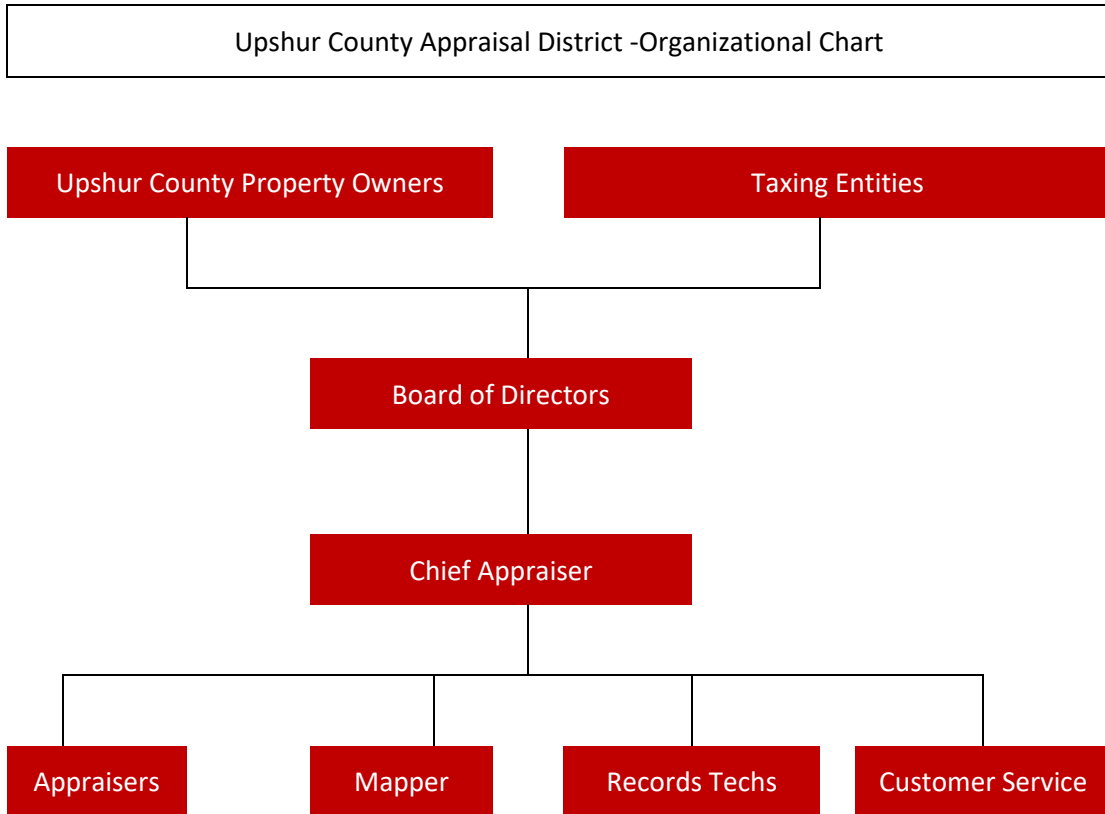 Upshur County Appraisal District -Organizational Chart
Upshur County Property Owners
Taxing Entities
Board of Directors
Chief Appraiser
Appraisers
Mapper
Records Techs
Customer Service